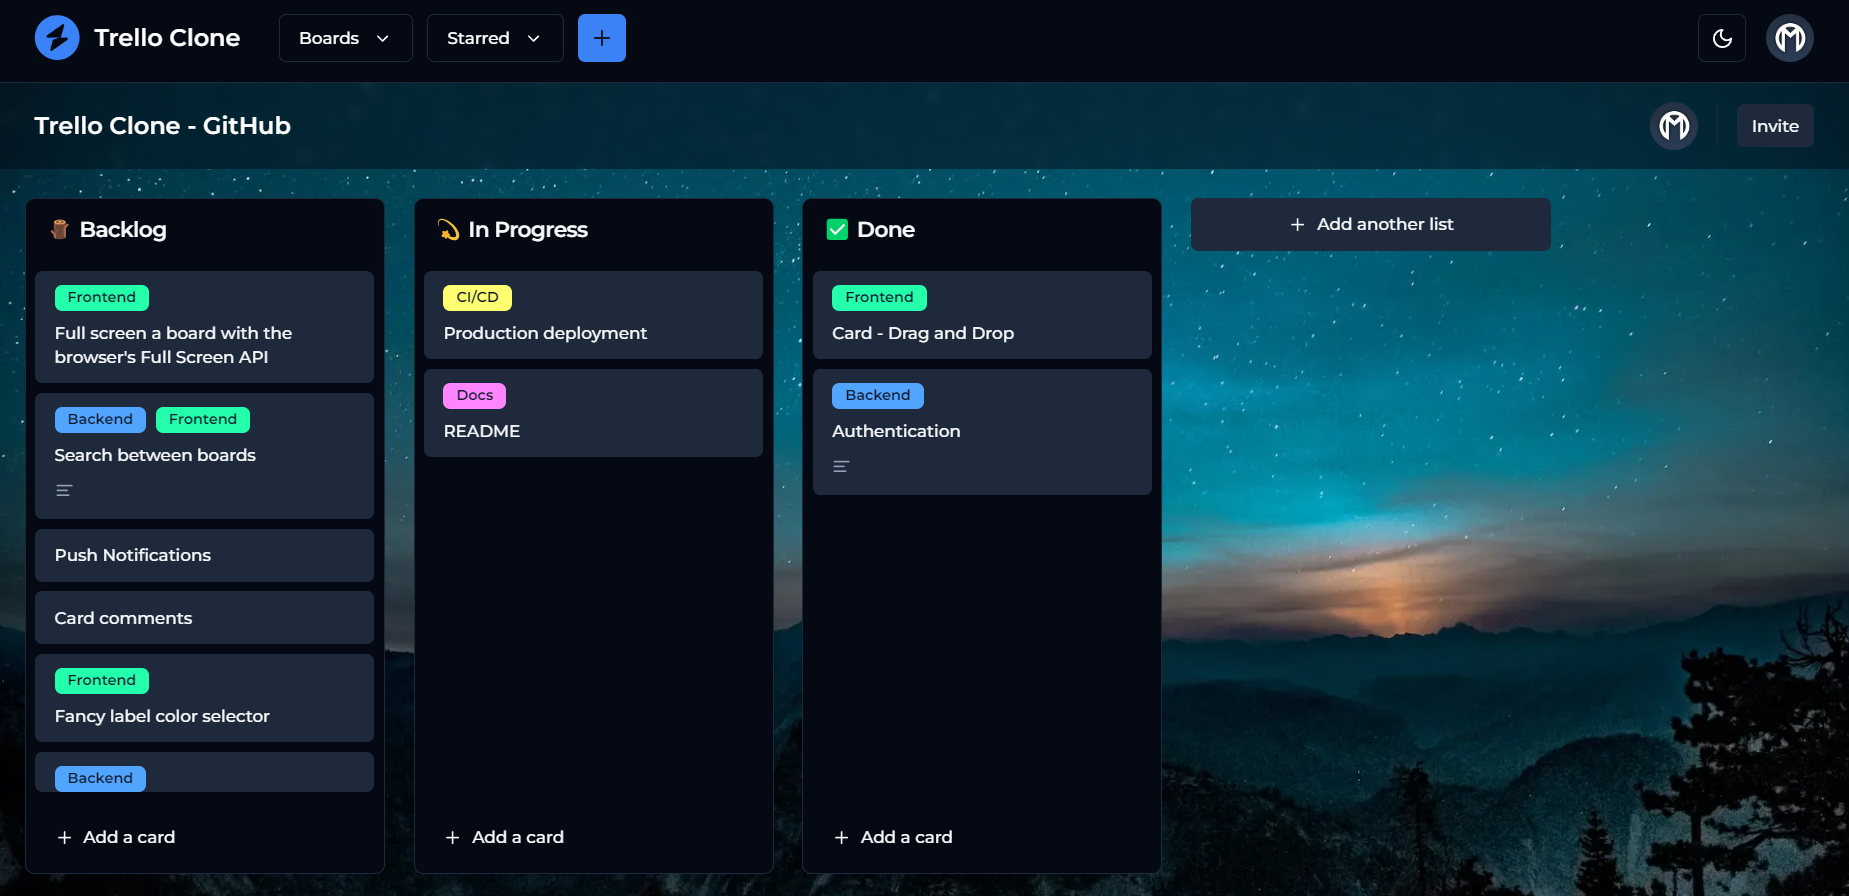 Trello Clone
Boards
Starred
Trello Clone - GitHub
Invite
Backlog
Frontend
Full screen a board with the
browser's Full Screen API
Backend Frontend
Search between boards
Push Notifications
Card comments
Frontend
Fancy label color selector
Backend
+ Add a card
In Progress
CI/CD
Production deployment
Docs
README
+ Add a card
Done
Frontend
Card - Drag and Drop
Backend
Authentication
+ Add a card
+ Add another list